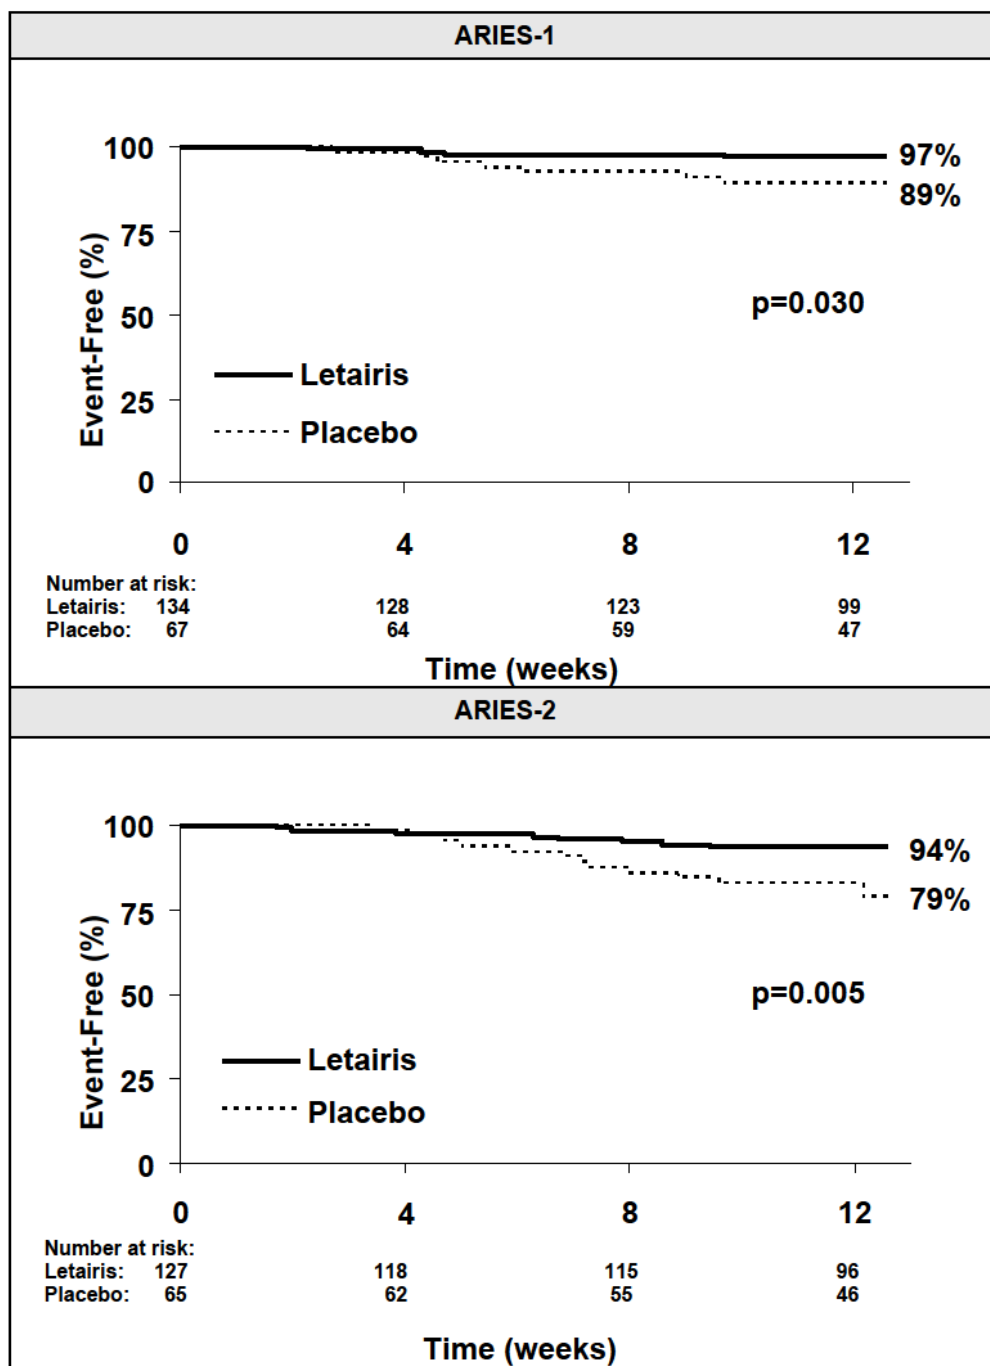 ARIES-1
100
97%
89%
75
Event-Free (%)
p=0.030
50
Letairis
25
Placebo
0
0 4 8 12
Number at risk:
Letairis: 134 128 123 99
Placebo: 67 64 59 47
Time (weeks)
ARIES-2
100
94%
79%
75
Event-Free (%)
p=0.005
50
Letairis
25
Placebo
0
0 4 8 12
Number at risk:
Letairis: 127 118 115 96
Placebo: 65 62 55 46
Time (weeks)